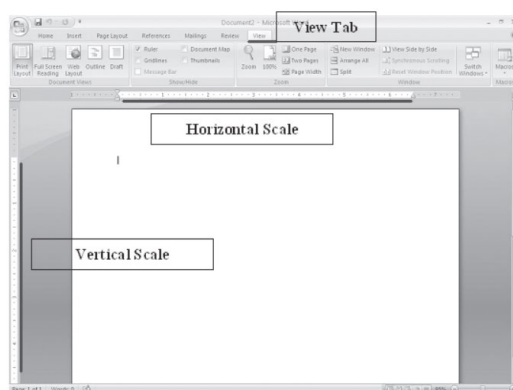 Document2 - Microsoft
View Tab
Home Insert Page Layout References Mailings Review View
Print Layout Full Screen Reading Web Layout Outline Draft
Document Views
Ruler Document Map
Gridlines Thumbnails
Message Bar
Show/Hide
Zoom 100% One Page
Two Pages
Page Width
Zoom
New Window View Side by Side
Arrange All Synchronous Scrolling
Split Reset Window Position
Switch Windows
Window
Macros
Macros
Horizontal Scale
Vertical Scale
Page: 1 of 1 Words: 0